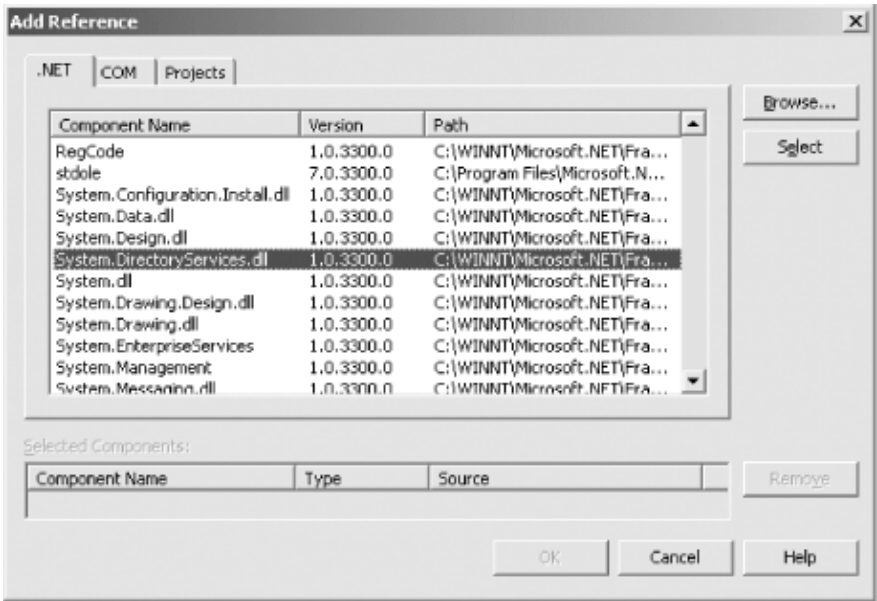 Add Reference
.NET COM Projects
Browse...
Component Name Version Path
Select
RegCode 1.0.3300.0 C:\WINNT\Microsoft.NET\Fra...
stdole 7.0.3300.0 C:\Program Files\Microsoft.N...
System.Configuration.Install.dll 1.0.3300.0 C:\WINNT\Microsoft.NET\Fra...
System.Data.dll 1.0.3300.0 C:\WINNT\Microsoft.NET\Fra...
System.Design.dll 1.0.3300.0 C:\WINNT\Microsoft.NET\Fra...
System.DirectoryServices.dll 1.0.3300.0 C:\WINNT\Microsoft.NET\Fra...
System.dll 1.0.3300.0 C:\WINNT\Microsoft.NET\Fra...
System.Drawing.Design.dll 1.0.3300.0 C:\WINNT\Microsoft.NET\Fra...
System.Drawing.dll 1.0.3300.0 C:\WINNT\Microsoft.NET\Fra...
System.EnterpriseServices 1.0.3300.0 C:\WINNT\Microsoft.NET\Fra...
System.Management 1.0.3300.0 C:\WINNT\Microsoft.NET\Fra...
System.Messaging.dll 1.0.3300.0 C:\WINNT\Microsoft.NET\Fra...
Selected Components:
Component Name Type Source
Remove
OK Cancel Help